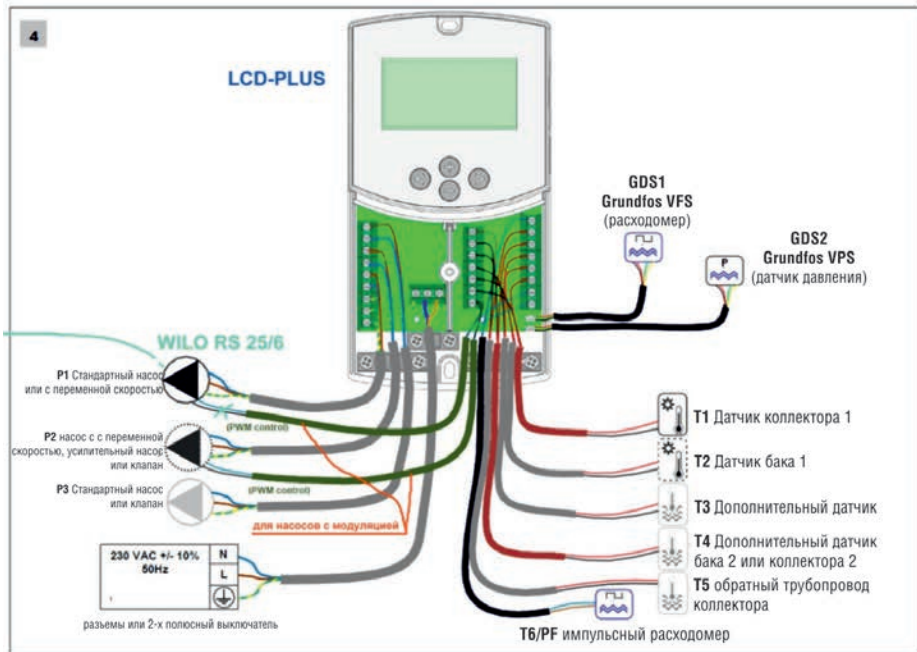 4
LCD-PLUS
GDS1
Grundfos VFS
(расходомер)
GDS2
Grundfos VPS
(датчик давления)
P
WILO RS 25/6
P1 Стандартный насос
или с переменной скоростью
(PWM control)
P2 насос с с переменной
скоростью, усилительный насос
или клапан
(PWM control)
P3 Стандартный насос
или клапан
для насосов с модуляцией
230 VAC +/- 10%
50Hz
N
L
разъемы или 2-х полюсный выключатель
T1 Датчик коллектора 1
T2 Датчик бака 1
T3 Дополнительный датчик
T4 Дополнительный датчик
бака 2 или коллектора 2
T5 обратный трубопровод
коллектора
T6/PF импульсный расходомер